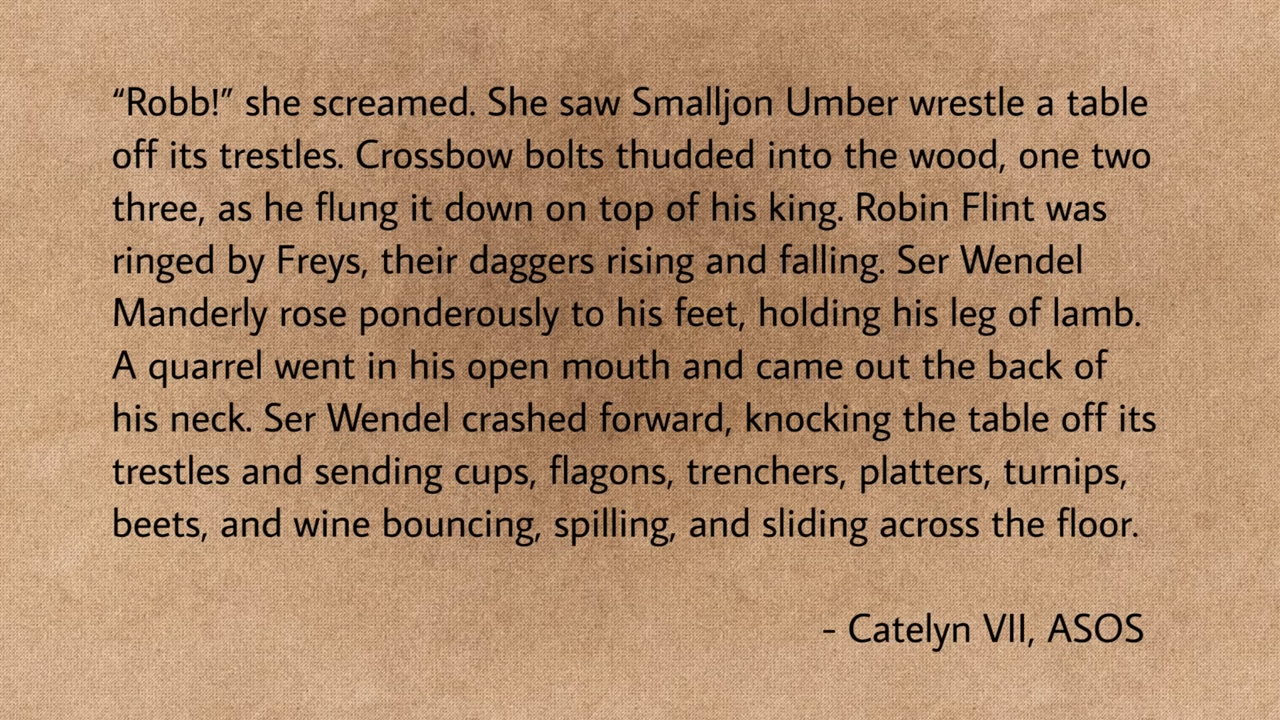 “Robb!” she screamed. She saw Smalljon Umber wrestle a table
off its trestles. Crossbow bolts thudded into the wood, one two
three, as he flung it down on top of his king. Robin Flint was
ringed by Freys, their daggers rising and falling. Ser Wendel
Manderly rose ponderously to his feet, holding his leg of lamb.
A quarrel went in his open mouth and came out the back of
his neck. Ser Wendel crashed forward, knocking the table off its
trestles and sending cups, flagons, trenchers, platters, turnips,
beets, and wine bouncing, spilling, and sliding across the floor.
- Catelyn VII, ASOS